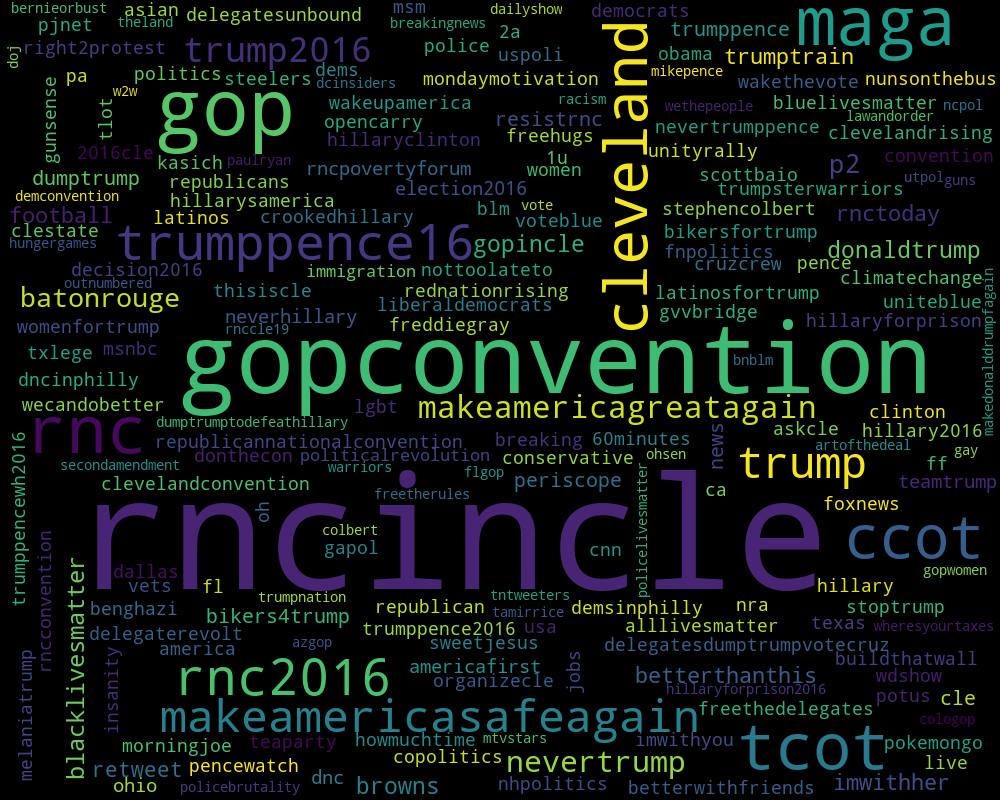 bernieorbust
asian
delegatesunbound
msm
dailyshow
democrats
maga
pjnet
theland
breakingnews
2a
trumppence
doj
right2protest
trump2016
police
uspoli
cleveland
obama
trumptrain
pa
politics
steelers
dems
dcinsiders
mondaymotivation
mikepence
wakethevote
nunsonthebus
gunsense
tlot
w2w
gop
wakeupamerica
racism
wethepeople
bluelivesmatter
ncpol
opencarry
resistrnc
lawandorder
hillaryclinton
freehugs
nevertrumppence
clevelandrising
2016cle
kasich
paulryan
1u
unityrally
p2
convention
dumptrump
republicans
rncpovertyforum
women
scottbaio
utpol
guns
demconvention
hillarysamerica
election2016
trumpsterwarriors
football
latinos
crookedhillary
blm
vote
voteblue
stephencolbert
rnctoday
clestate
bikersfortrump
hungergames
trumppence16
gopincle
fnpolitics
donaldtrump
decision2016
immigration
nottoolateto
cruzcrew
pence
climatechange
outnumbered
batonrouge
thisiscle
rednationrising
latinosfortrump
uniteblue
makedonalddrumpfagain
womenfortrump
neverhillary
liberaldemocrats
gvvbridge
hillaryforprison
rnccle19
freddiegray
txlege
msnbc
gopconvention
bnblm
dncinphilly
wecandobetter
lgbt
makeamericagreatagain
clinton
rnc
dumptrumptodefeathillary
askcle
hillary2016
republicannationalconvention
breaking
60minutes
news
artofthedeal
gay
trumppencewh2016
secondamendment
donthecon
politicalrevolution
conservative
ohsen
trump
ff
warriors
flgop
clevelandconvention
periscope
policelivesmatter
teamtrump
freetherules
ca
rncincle
oh
foxnews
colbert
gapol
cnn
ccot
rncconvention
blacklivesmatter
dallas
vets
fl
trumpnation
tntweeters
hillary
gopwomen
benghazi
bikers4trump
republican
tamirrice
demsinphilly
nra
stoptrump
delegaterevolt
trumppence2016
usa
alllivesmatter
texas
wheresyourtaxes
america
azgop
sweetjesus
delegatesdumptrumpvotecruz
melaniatrump
insanity
rnc2016
americafirst
organizecle
jobs
betterthanthis
buildthatwall
wdshow
hillaryforprison2016
potus
cle
makeamericasafeagain
freethedelegates
cologop
morningjoe
teaparty
howmuchtime
mtvstars
imwithyou
tcot
pokemongo
retweet
pencewatch
copolitics
nevertrump
live
ohio
policebrutality
dnc
browns
nhpolitics
betterwithfriends
imwithher